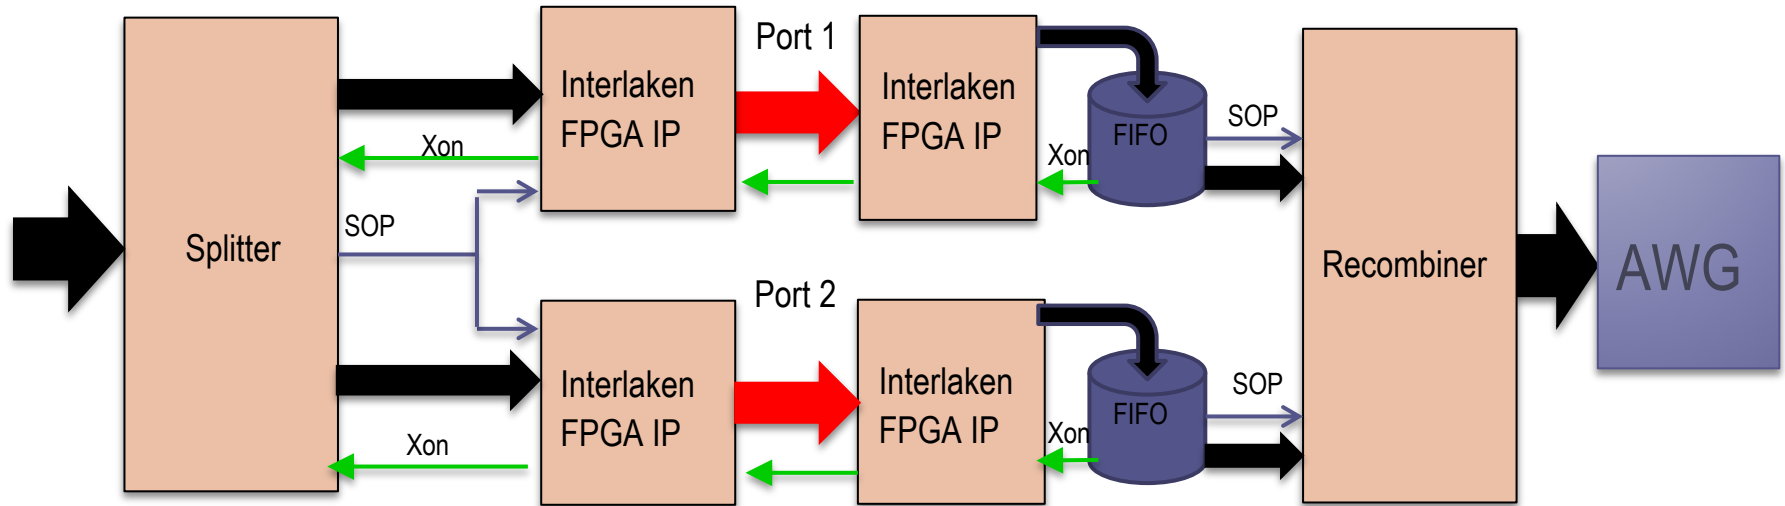 Port 1
Interlaken
FPGA IP
Interlaken
FPGA IP
Xon
Xon
FIFO
SOP
Splitter
SOP
Recombiner
AWG
Port 2
Interlaken
FPGA IP
Interlaken
FPGA IP
Xon
Xon
FIFO
SOP